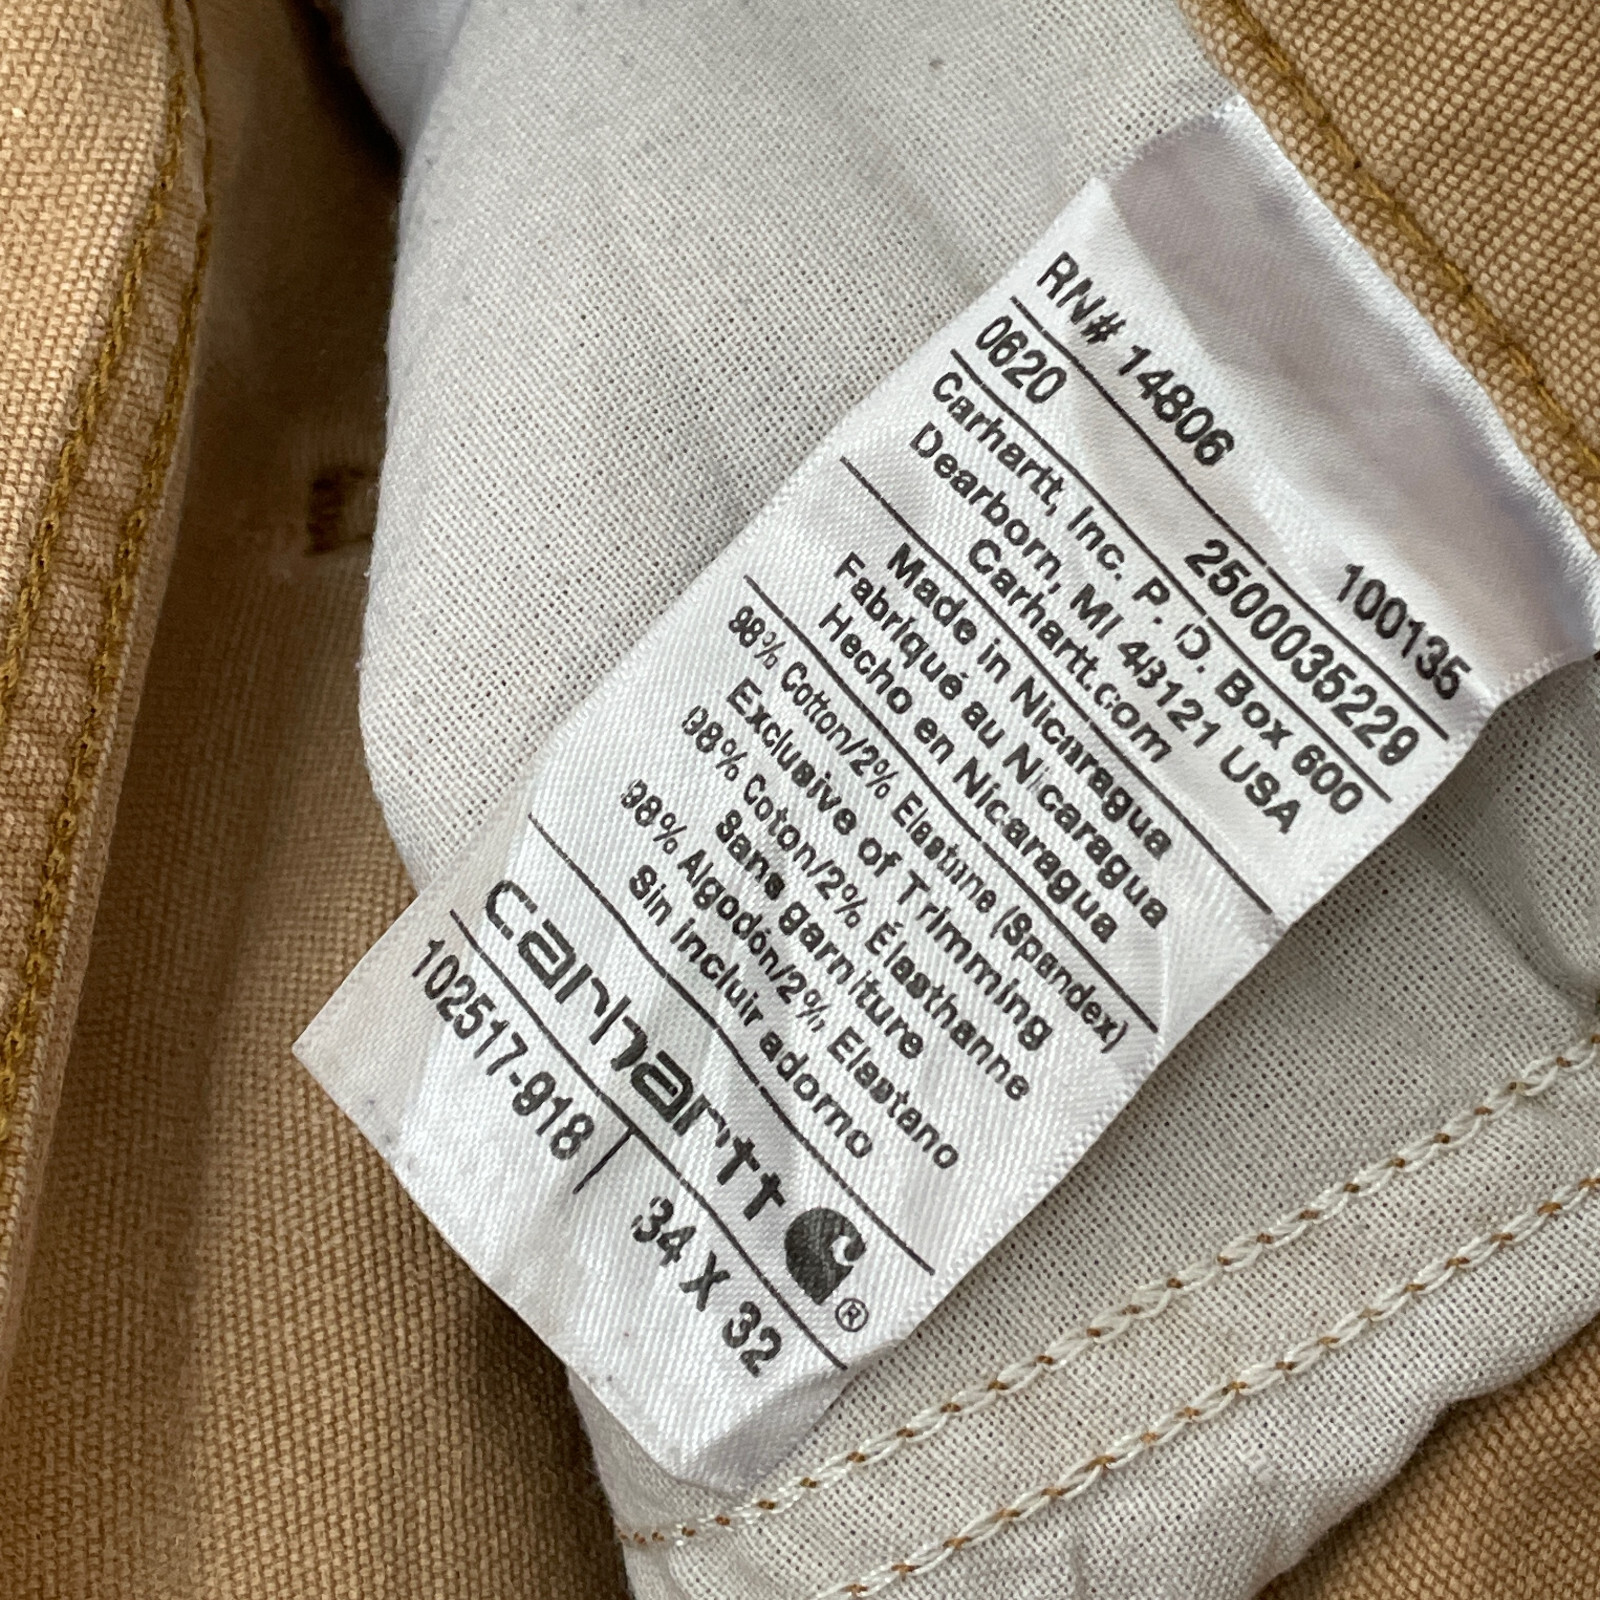 RN# 14806 100135
0620 2500035229
Carhartt, Inc. P.O. Box 600
Dearborn, MI 48121 USA
Carhartt.com
Made in Nicaragua
Fabriqué au Nicaragua
Hecho en Nicaragua
98% Cotton/2% Elastane (Spandex)
Exclusive of Trimming
98% Coton/2% Élasthanne
Sans garniture
98% Algodón/2% Elastano
Sin incluir adorno
carhartt ®
102517-918 | 34 X 32